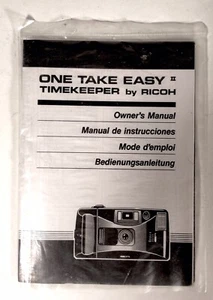 ONE TAKE EASY II
TIMEKEEPER by RICOH
Owner's Manual
Manual de instrucciones
Mode d'emploi
Bedienungsanleitung